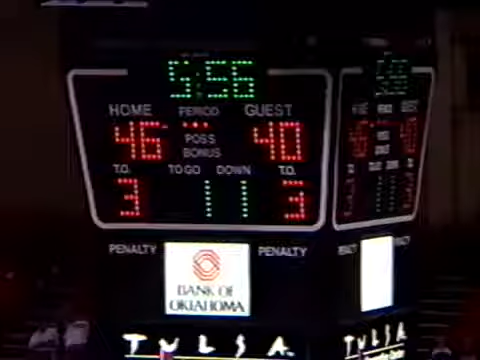 5:56
HOME PERIOD GUEST
46 POSS 40
BONUS
T.O. TO GO DOWN T.O.
3 1 1 3
PENALTY PENALTY
BANK OF
OKLAHOMA
TULSA
TULSA